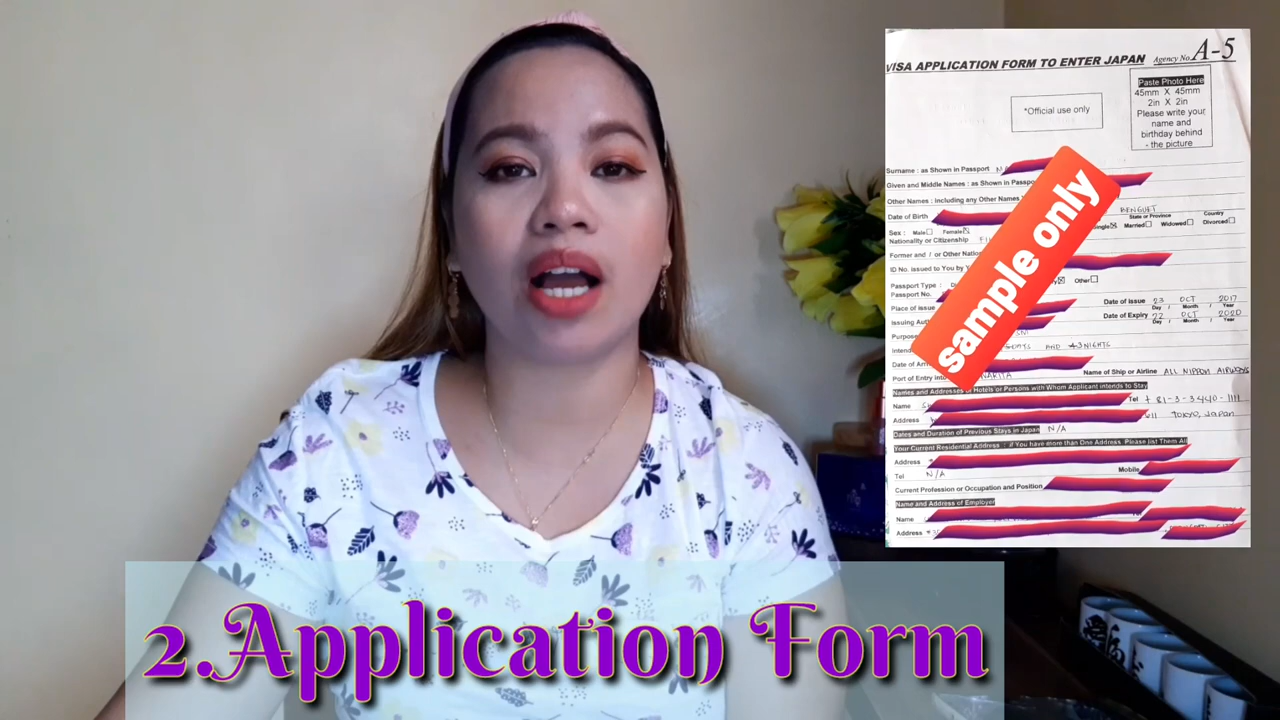 VISA APPLICATION FORM TO ENTER JAPAN Agency No. A-5
Paste Photo Here
45mm X 45mm
2in X 2in
Please write your
name and
birthday behind
- the picture
*Official use only
Surname : as Shown in Passport
Given and Middle Names : as Shown in Passpo
Other Names : including any Other Names
BENGUET
Date of Birth
State or Province
Country
Sex : Male Female
ingle Married Widowed Divorced
Nationality or Citizenship
Former and / or Other Natio
ID No. issued to You by
Passport Type : Other
Passport No.
Place of issue
Date of Issue 23 OCT 2017
Day / Month / Year
Issuing Auth
Date of Expiry 22 OCT 2020
Day / Month / Year
Purpos
Intend AND 43NIGHTS
Date of Arr
Name of Ship or Airline ALL NIPPON AIRWAYS
Port of Entry into NARITA
Names and Addresses of Hotels or Persons with Whom Applicant intends to Stay
Name Tel + 81-3-3440-1111
Address TOKYO, JAPAN
Dates and Duration of Previous Stays in Japan N/A
Your Current Residential Address : if You have more than One Address, Please list Them All
Address
Tel N/A Mobile
Current Profession or Occupation and Position
Name and Address of Employer
Name
Address
sample only
2.Application Form